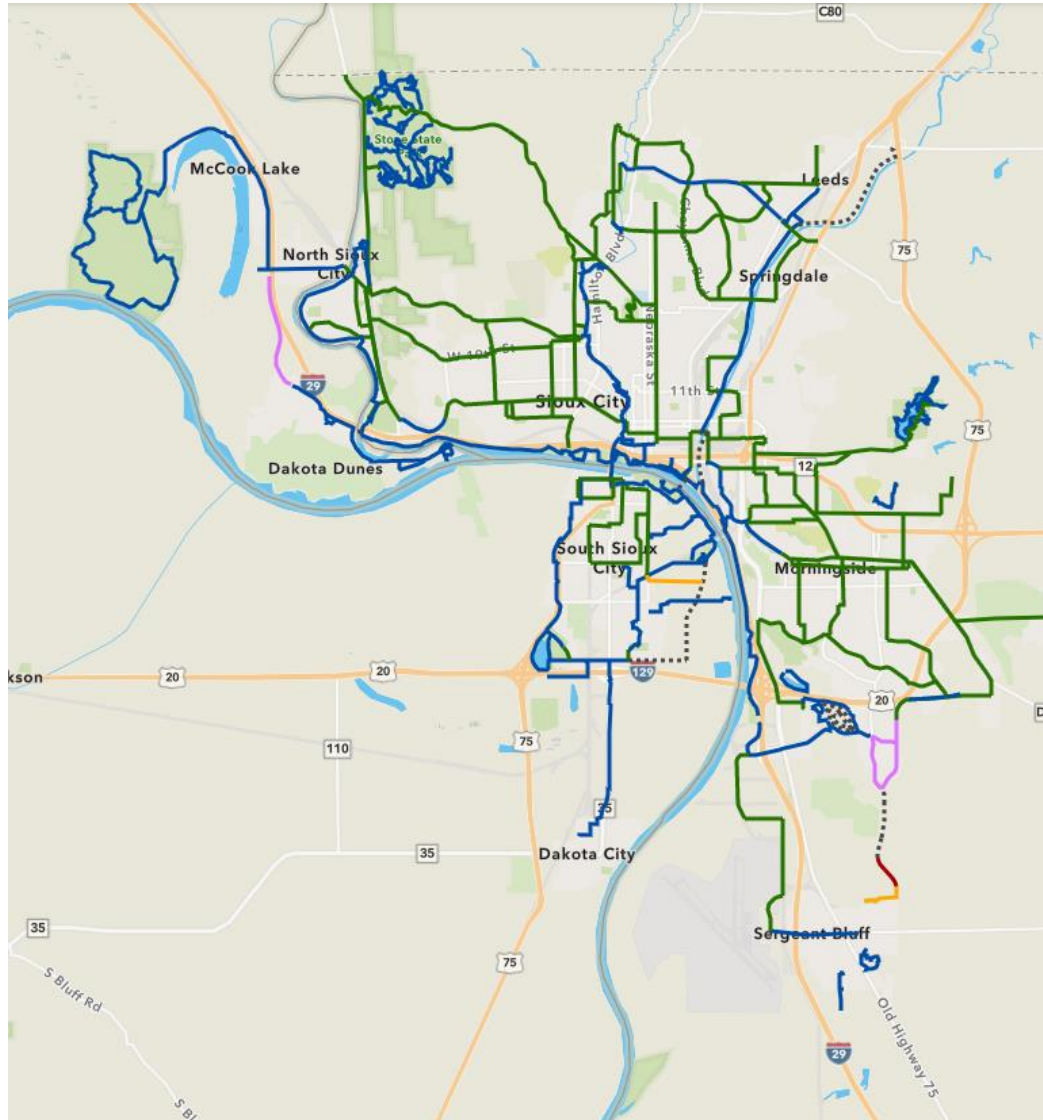 C80
Stone State
McCook Lake
Leeds
75
North Sioux
City
Hamilton Blvd
Springdale
Nebraska St
W 19th St
29
11th St
Sioux City
75
Dakota Dunes
12
South Sioux
City
Morningside
kson
20
20
129
20
D
75
110
35
Dakota City
35
35
Sergeant Bluff
75
S Bluff Rd
Old Highway 75
29
S Bl